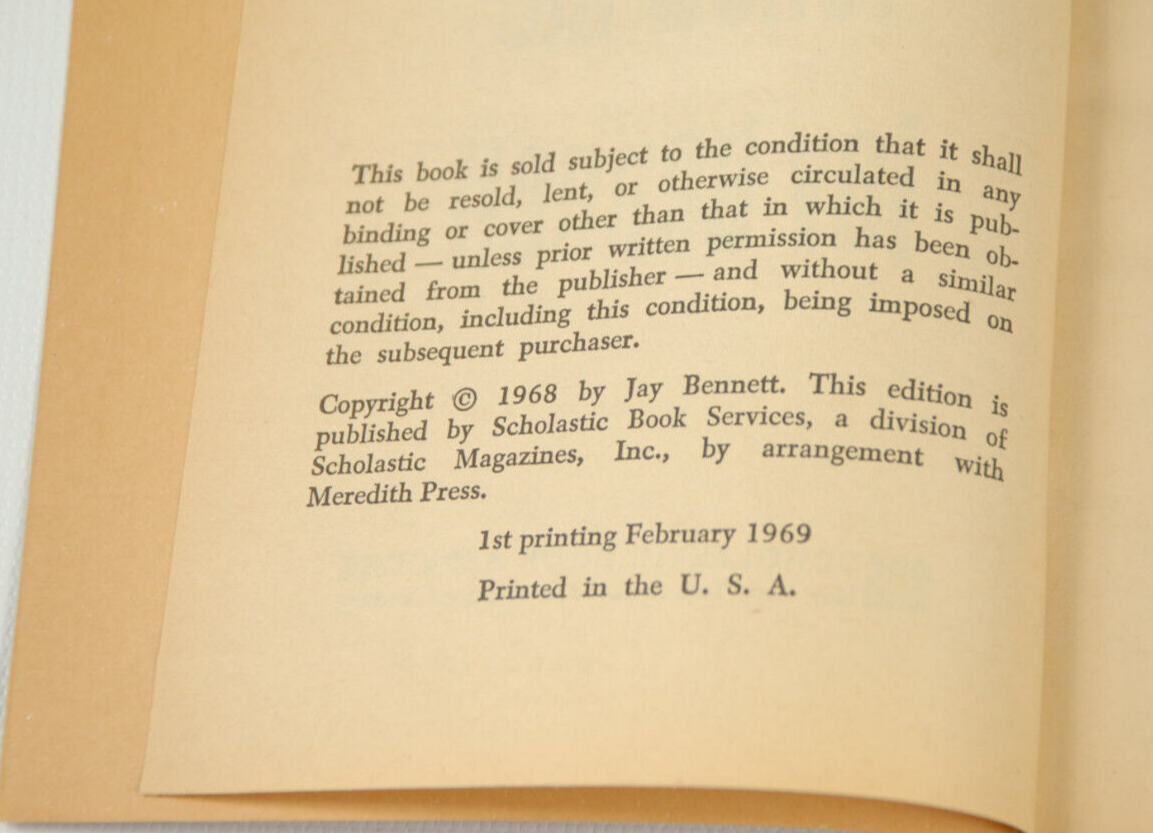 This book is sold subject to the condition that it shall
not be resold, lent, or otherwise circulated in any
binding or cover other than that in which it is pub-
lished — unless prior written permission has been ob-
tained from the publisher — and without a similar
condition, including this condition, being imposed on
the subsequent purchaser.
Copyright © 1968 by Jay Bennett. This edition is
published by Scholastic Book Services, a division of
Scholastic Magazines, Inc., by arrangement with
Meredith Press.
1st printing February 1969
Printed in the U. S. A.